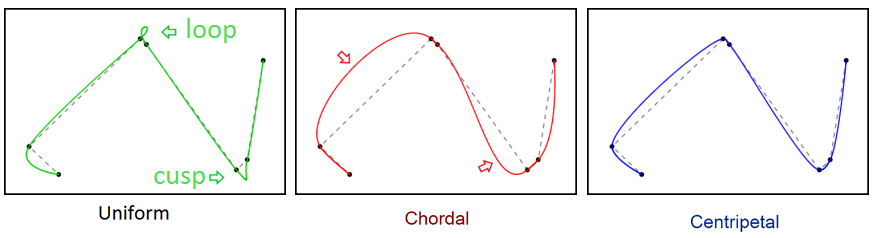 loop
cusp
Uniform
Chordal
Centripetal